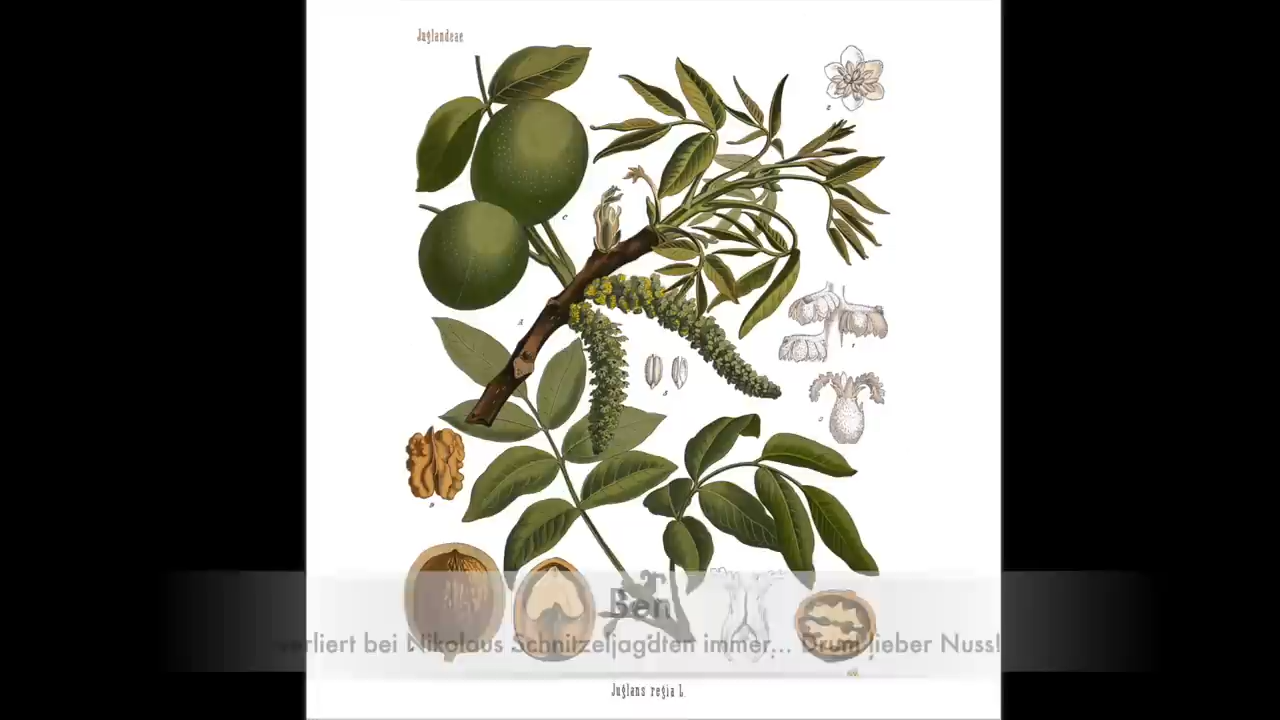 Juglandeae
Ben
verliert bei Nikolaus Schnitzeljagdten immer... Drum lieber Nuss!
Juglans regia L.